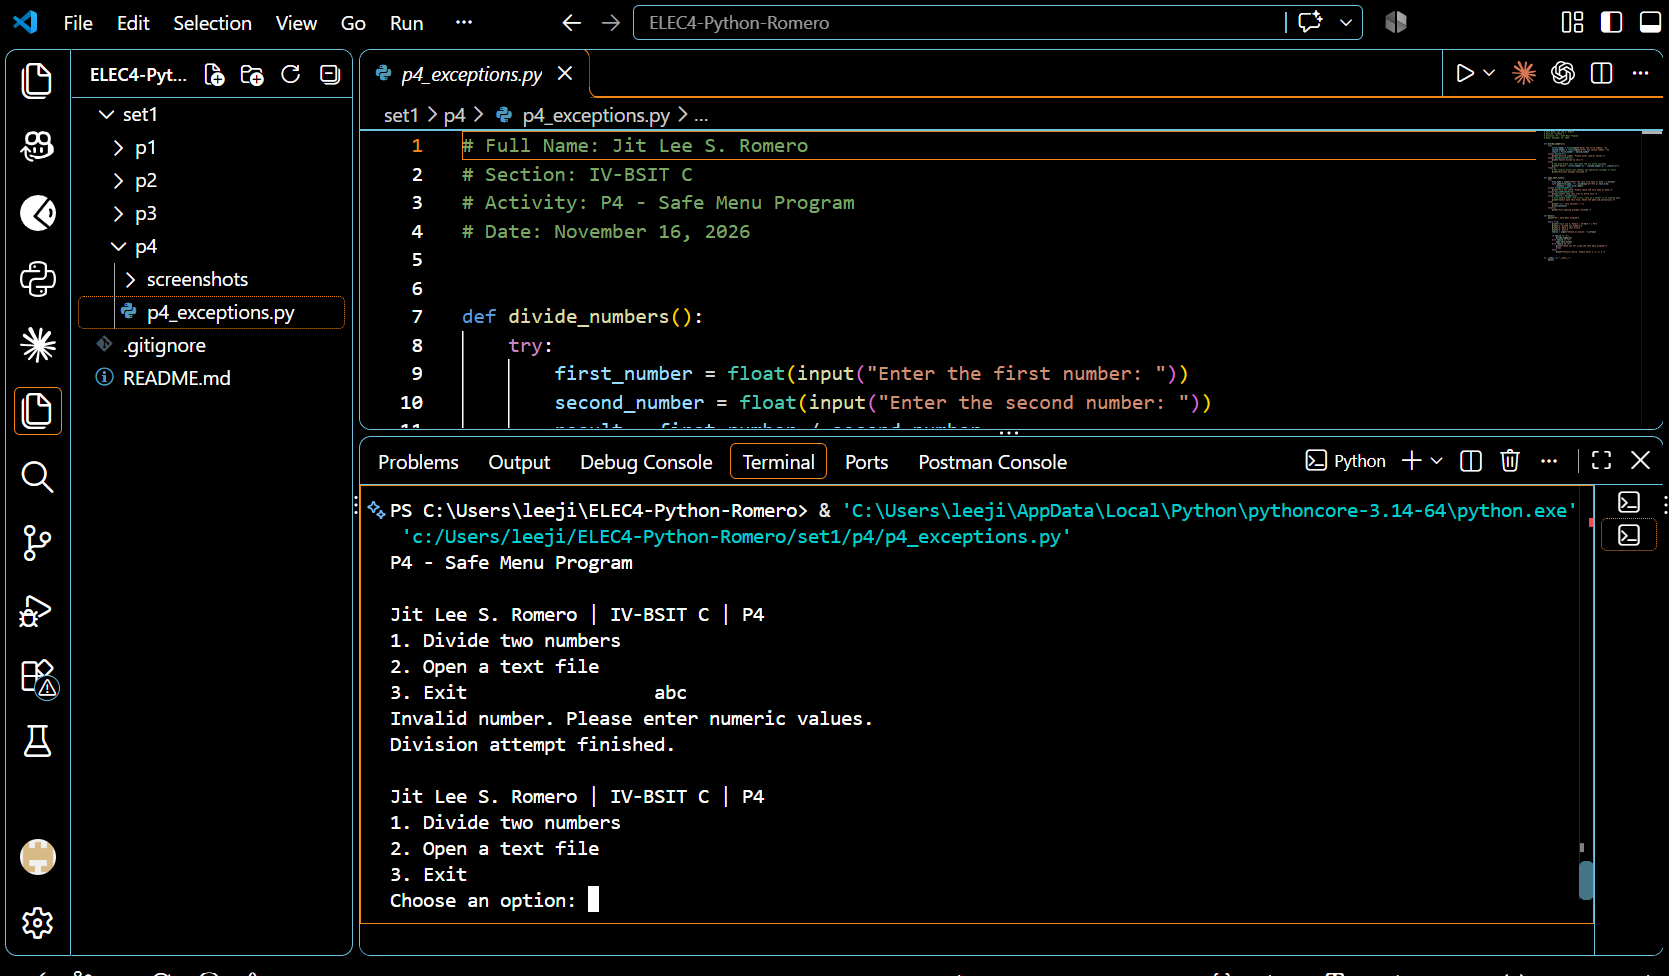 File Edit Selection View Go Run ··· ELEC4-Python-Romero
ELEC4-Pyt...
set1
p1
p2
p3
p4
screenshots
p4_exceptions.py
.gitignore
README.md
p4_exceptions.py
set1 > p4 > p4_exceptions.py > ...
1 # Full Name: Jit Lee S. Romero
2 # Section: IV-BSIT C
3 # Activity: P4 - Safe Menu Program
4 # Date: November 16, 2026
5
6
7 def divide_numbers():
8 try:
9 first_number = float(input("Enter the first number: "))
10 second_number = float(input("Enter the second number: "))
11 result = first_number / second_number
Problems Output Debug Console Terminal Ports Postman Console Python
PS C:\Users\leeji\ELEC4-Python-Romero> & 'C:\Users\leeji\AppData\Local\Python\pythoncore-3.14-64\python.exe'
'c:/Users/leeji/ELEC4-Python-Romero/set1/p4/p4_exceptions.py'
P4 - Safe Menu Program
Jit Lee S. Romero | IV-BSIT C | P4
1. Divide two numbers
2. Open a text file
3. Exit abc
Invalid number. Please enter numeric values.
Division attempt finished.
Jit Lee S. Romero | IV-BSIT C | P4
1. Divide two numbers
2. Open a text file
3. Exit
Choose an option: